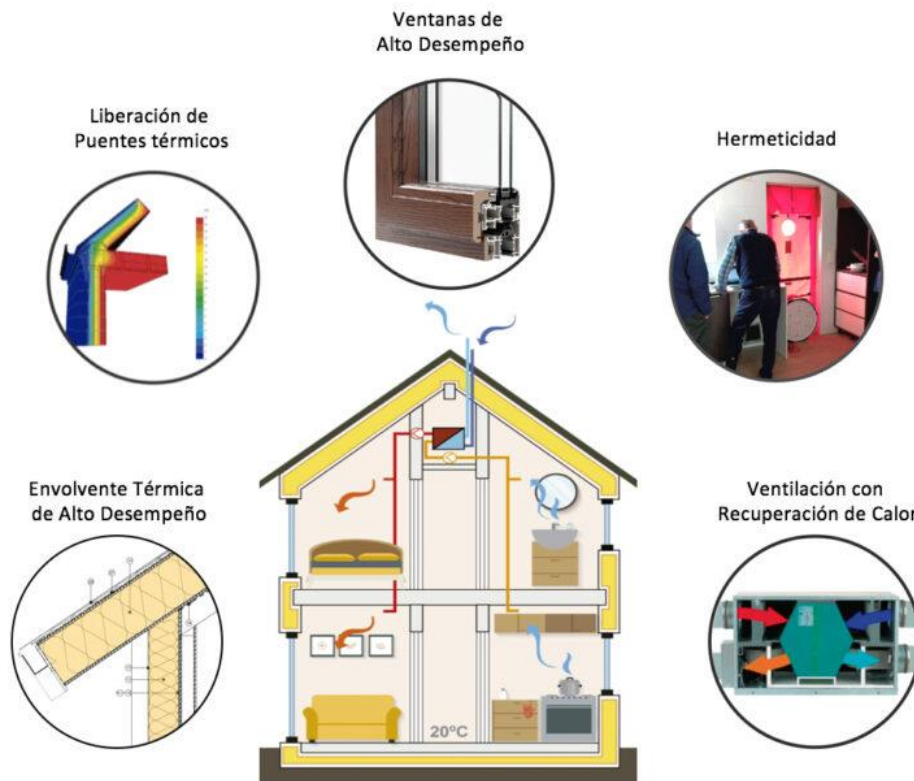 Ventanas de
Alto Desempeño
Liberación de
Puentes térmicos
Hermeticidad
Envolvente Térmica
de Alto Desempeño
Ventilación con
Recuperación de Calor
20°C